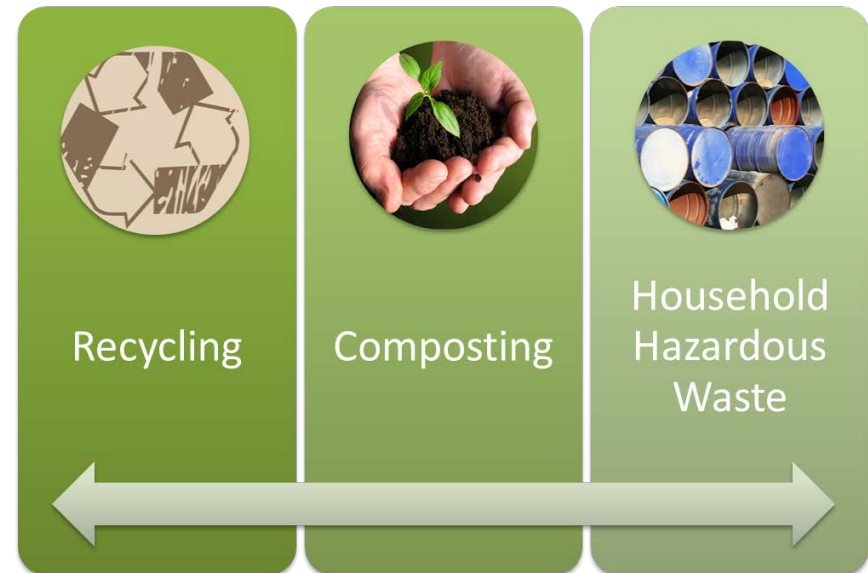 Recycling
Composting
Household
Hazardous
Waste